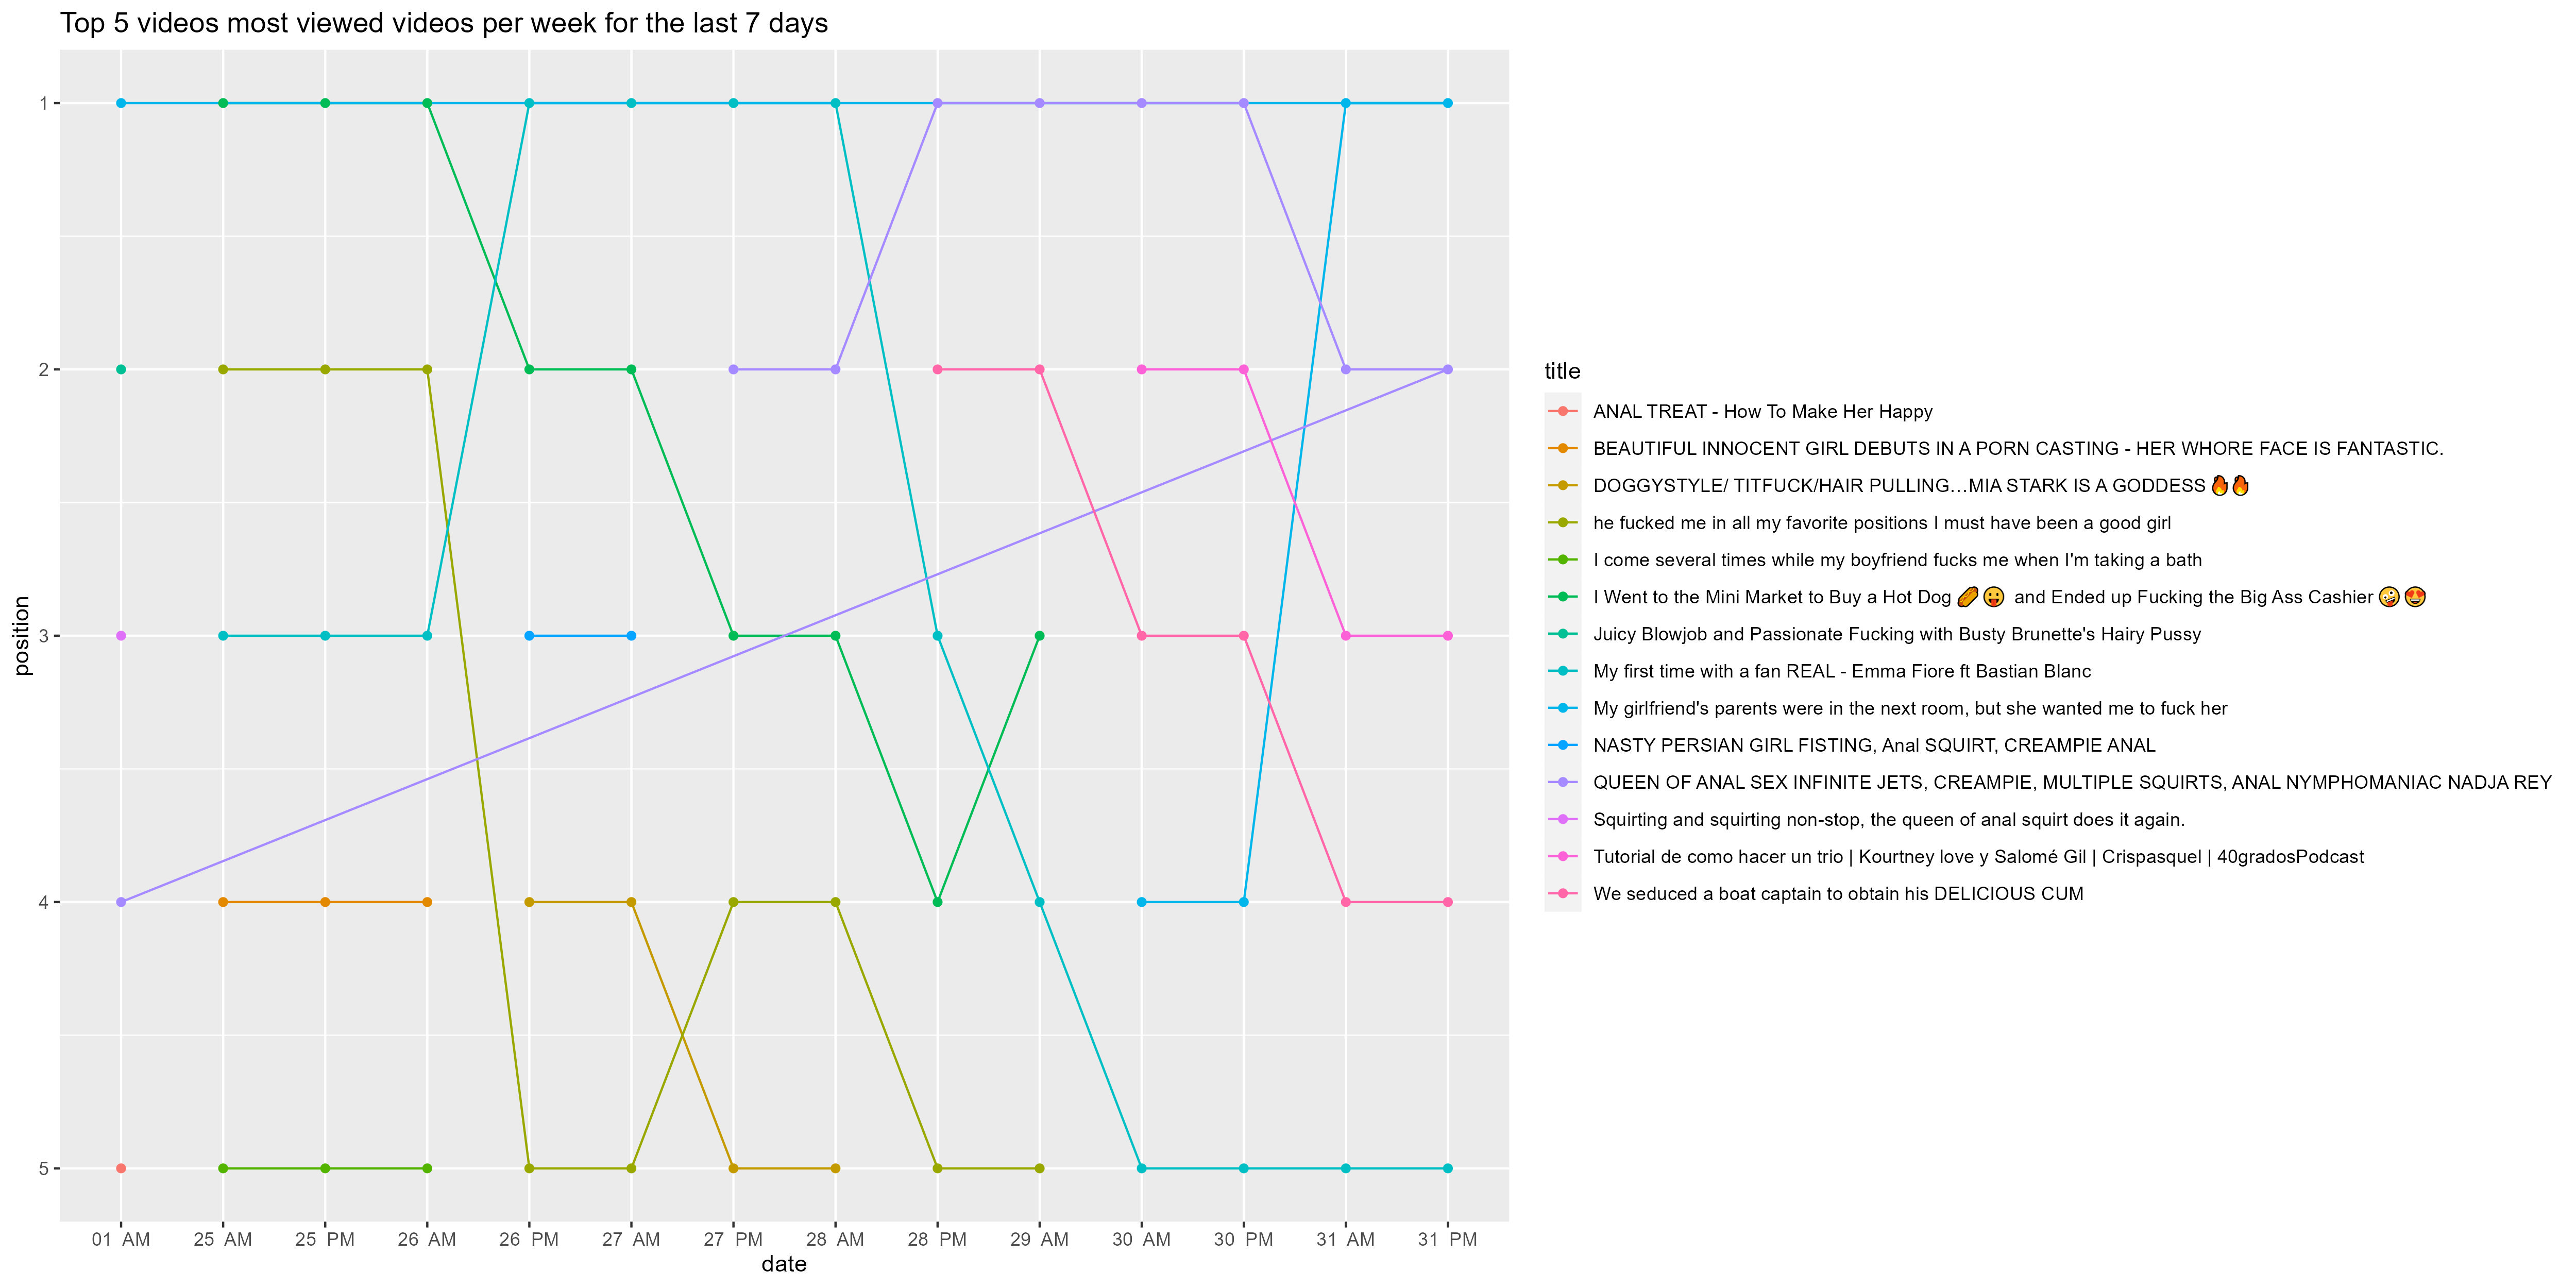 Top 5 videos most viewed videos per week for the last 7 days
position
1
2
3
4
5
01 AM
25 AM
25 PM
26 AM
26 PM
27 AM
27 PM
28 AM
28 PM
29 AM
30 AM
30 PM
31 AM
31 PM
date
title
ANAL TREAT - How To Make Her Happy
BEAUTIFUL INNOCENT GIRL DEBUTS IN A PORN CASTING - HER WHORE FACE IS FANTASTIC.
DOGGYSTYLE/ TITFUCK/HAIR PULLING…MIA STARK IS A GODDESS 🔥🔥
he fucked me in all my favorite positions I must have been a good girl
I come several times while my boyfriend fucks me when I'm taking a bath
I Went to the Mini Market to Buy a Hot Dog 🌭😛 and Ended up Fucking the Big Ass Cashier 🤪😍
Juicy Blowjob and Passionate Fucking with Busty Brunette's Hairy Pussy
My first time with a fan REAL - Emma Fiore ft Bastian Blanc
My girlfriend's parents were in the next room, but she wanted me to fuck her
NASTY PERSIAN GIRL FISTING, Anal SQUIRT, CREAMPIE ANAL
QUEEN OF ANAL SEX INFINITE JETS, CREAMPIE, MULTIPLE SQUIRTS, ANAL NYMPHOMANIAC NADJA REY
Squirting and squirting non-stop, the queen of anal squirt does it again.
Tutorial de como hacer un trio | Kourtney love y Salomé Gil | Crispasquel | 40gradosPodcast
We seduced a boat captain to obtain his DELICIOUS CUM